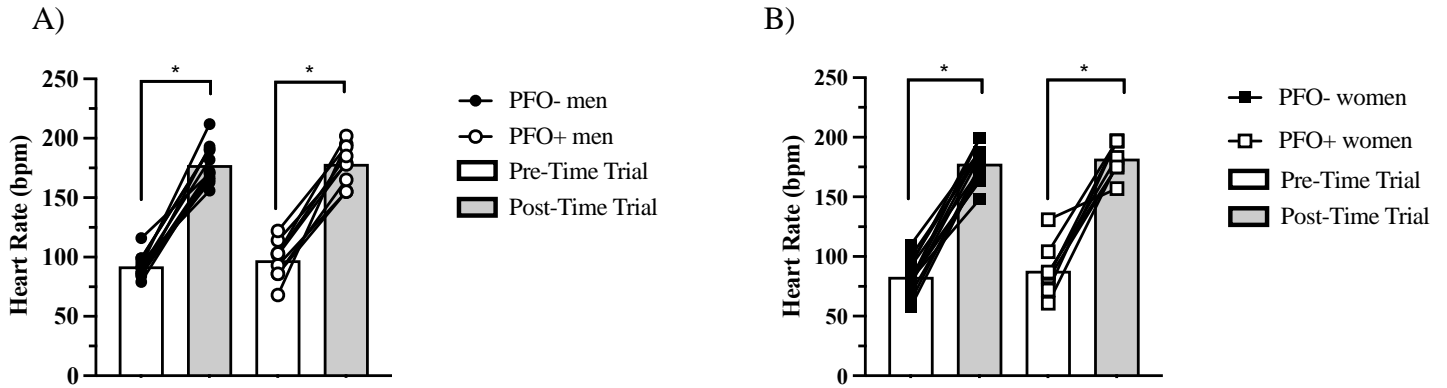 A)
*
*
250
200
150
100
50
0
Heart Rate (bpm)
PFO- men
PFO+ men
Pre-Time Trial
Post-Time Trial
B)
*
*
250
200
150
100
50
0
Heart Rate (bpm)
PFO- women
PFO+ women
Pre-Time Trial
Post-Time Trial